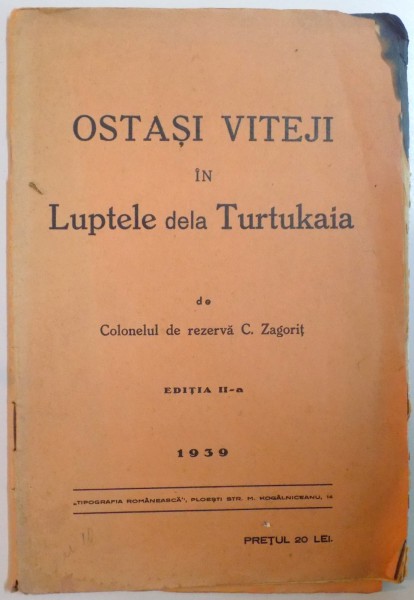 OSTAȘI VITEJI
ÎN
Luptele dela Turtukaia
de
Colonelul de rezervă C. Zagoriț
EDIȚIA II-a
1939
„TIPOGRAFIA ROMÂNEASCĂ”, PLOEȘTI STR. M. KOGĂLNICEANU, 14
PREȚUL 20 LEI.